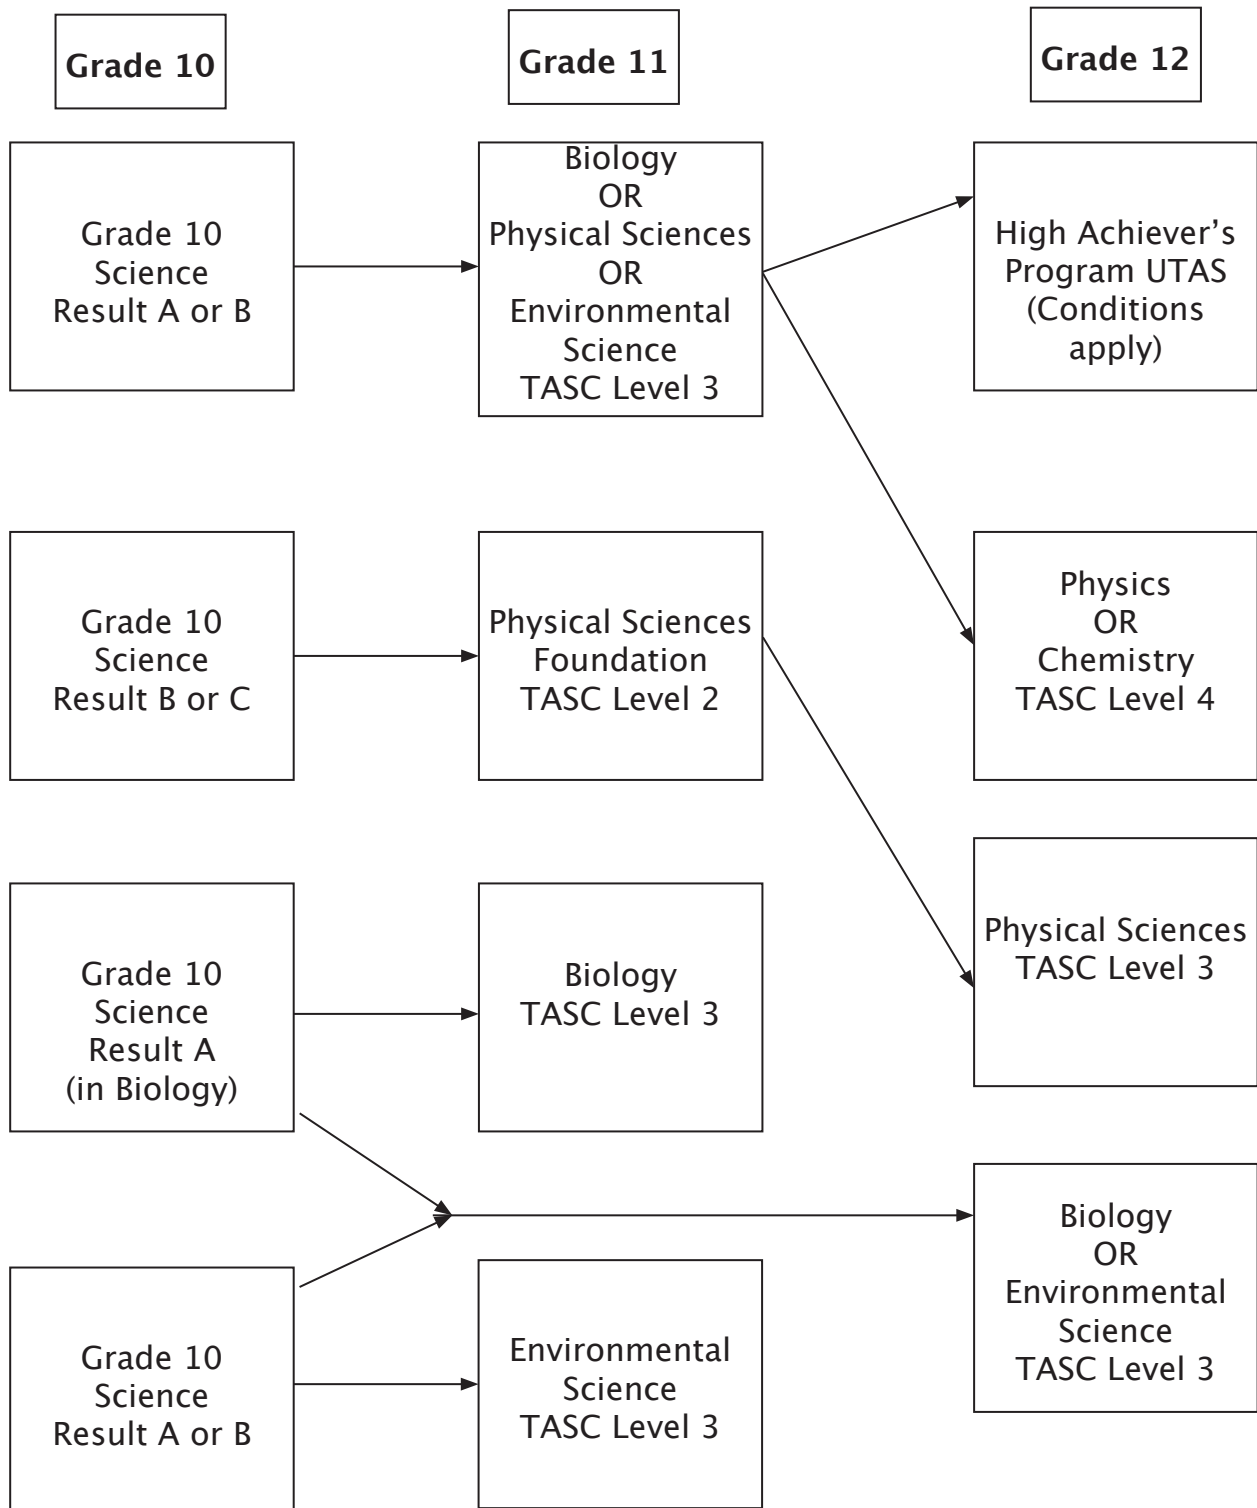 Grade 10
Grade 11
Grade 12
Grade 10
Science
Result A or B
Biology
OR
Physical Sciences
OR
Environmental
Science
TASC Level 3
High Achiever’s
Program UTAS
(Conditions
apply)
Grade 10
Science
Result B or C
Physical Sciences
Foundation
TASC Level 2
Physics
OR
Chemistry
TASC Level 4
Grade 10
Science
Result A
(in Biology)
Biology
TASC Level 3
Physical Sciences
TASC Level 3
Grade 10
Science
Result A or B
Environmental
Science
TASC Level 3
Biology
OR
Environmental
Science
TASC Level 3